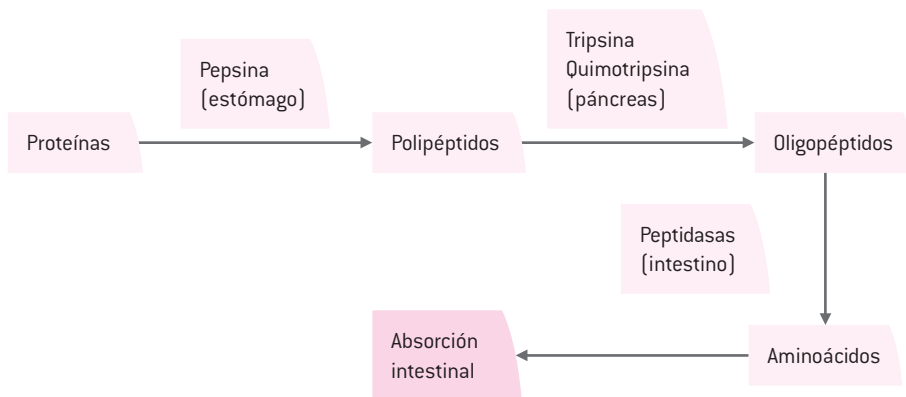 Proteínas
Pepsina
(estómago)
Polipéptidos
Tripsina
Quimotripsina
(páncreas)
Oligopéptidos
Peptidasas
(intestino)
Aminoácidos
Absorción
intestinal